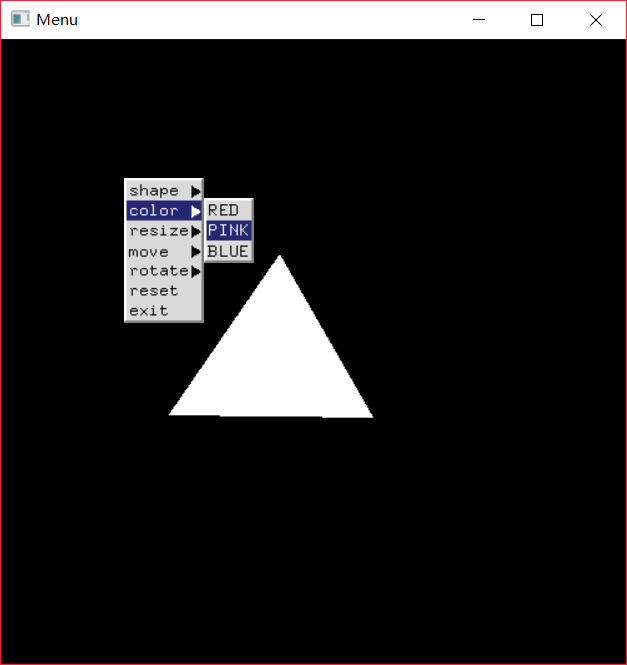 Menu
shape
color
resize
move
rotate
reset
exit
RED
PINK
BLUE